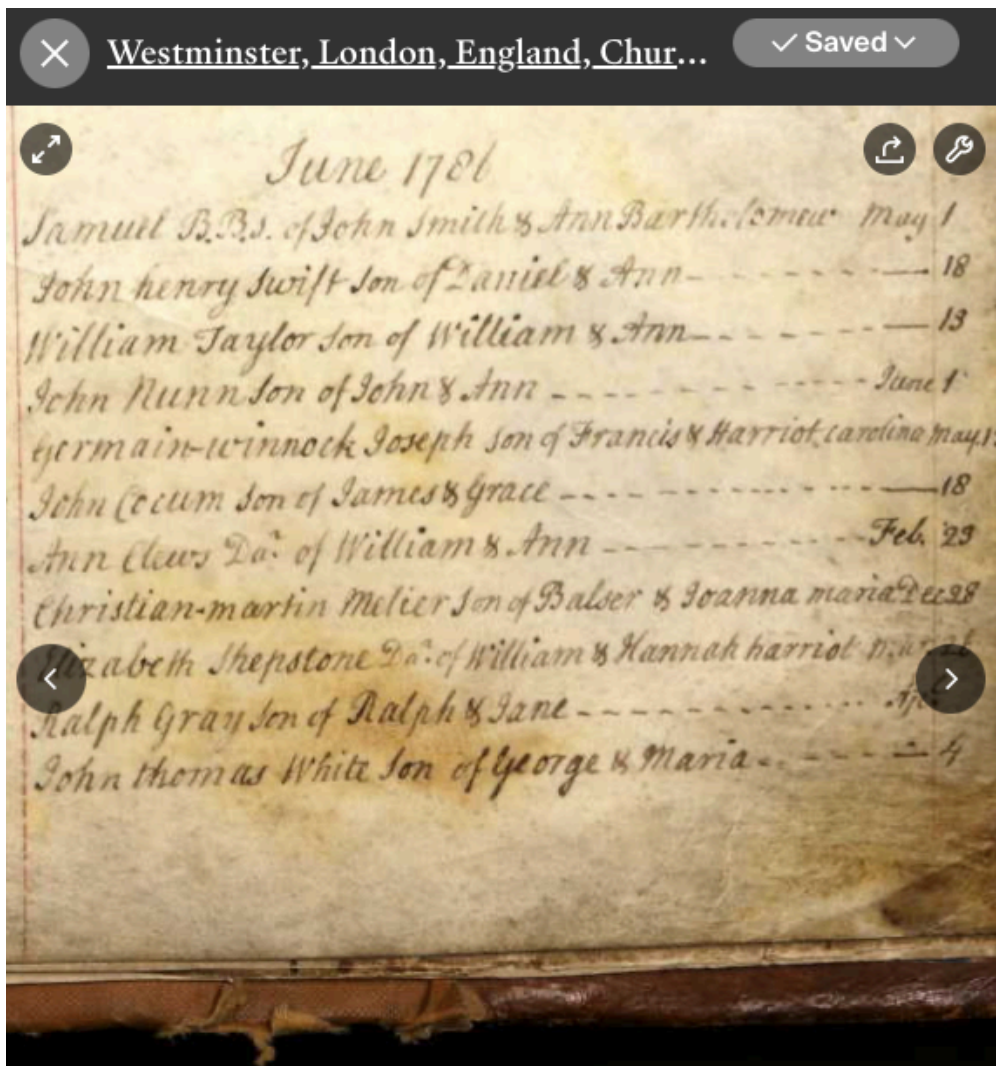 Westminster, London, England, Chur...
Saved
June 1786
Samuel B.B.s. of John Smith & Ann Bartholomew May 1
John henry Swift Son of Daniel & Ann 18
William Taylor Son of William & Ann 13
John Nunn Son of John & Ann June 1
Germain-winnock Joseph Son of Francis & Harriot carolina May
John Cocum Son of James & Grace 18
Ann Clews Dar. of William & Ann Feb. 23
Christian-martin Melier Son of Balser & Joanna maria Dec 28
Elizabeth Shepstone Dar. of William & Hannah harriot
Ralph Gray Son of Ralph & Jane
John thomas White Son of George & Maria 4